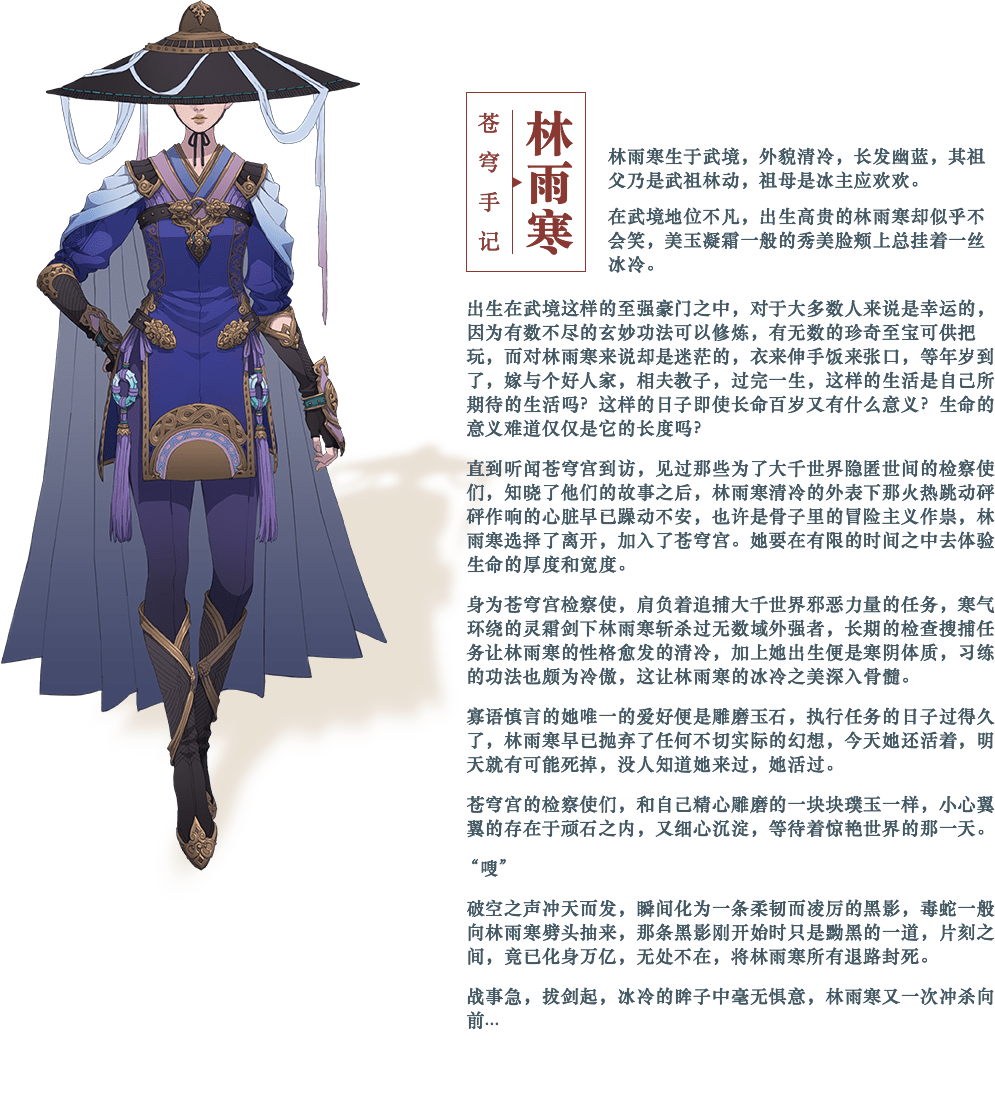 林雨寒
苍穹手记
林雨寒生于武境，外貌清冷，长发幽蓝，其祖
父乃是武祖林动，祖母是冰主应欢欢。
在武境地位不凡，出生高贵的林雨寒却似乎不
会笑，美玉凝霜一般的秀美脸颊上总挂着一丝
冰冷。
出生在武境这样的至强豪门之中，对于大多数人来说是幸运的，
因为有数不尽的玄妙功法可以修炼，有无数的珍奇至宝可供把
玩，而对林雨寒来说却是迷茫的，衣来伸手饭来张口，等年岁到
了，嫁与个好人家，相夫教子，过完一生，这样的生活是自己所
期待的生活吗？这样的日子即使长命百岁又有什么意义？生命的
意义难道仅仅是它的长度吗？
直到听闻苍穹宫到访，见过那些为了大千世界隐匿世间的检察使
们，知晓了他们的故事之后，林雨寒清冷的外表下那火热跳动砰
砰作响的心脏早已躁动不安，也许是骨子里的冒险主义作祟，林
雨寒选择了离开，加入了苍穹宫。她要在有限的时间之中去体验
生命的厚度和宽度。
身为苍穹宫检察使，肩负着追捕大千世界邪恶力量的任务，寒气
环绕的灵霜剑下林雨寒斩杀过无数域外强者，长期的检查搜捕任
务让林雨寒的性格愈发的清冷，加上她出生便是寒阴体质，习练
的功法也颇为冷傲，这让林雨寒的冰冷之美深入骨髓。
寡语慎言的她唯一的爱好便是雕磨玉石，执行任务的日子过得久
了，林雨寒早已抛弃了任何不切实际的幻想，今天她还活着，明
天就有可能死掉，没人知道她来过，她活过。
苍穹宫的检察使们，和自己精心雕磨的一块块璞玉一样，小心翼
翼的存在于顽石之内，又细心沉淀，等待着惊艳世界的那一天。
“嗖”
破空之声冲天而发，瞬间化为一条柔韧而凌厉的黑影，毒蛇一般
向林雨寒劈头抽来，那条黑影刚开始时只是黝黑的一道，片刻之
间，竟已化身万亿，无处不在，将林雨寒所有退路封死。
战事急，拔剑起，冰冷的眸子中毫无惧意，林雨寒又一次冲杀向
前...